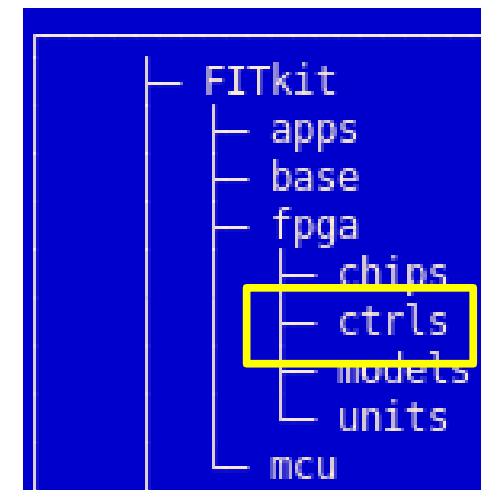 FITkit
apps
base
fpga
chips
ctrls
models
units
mcu